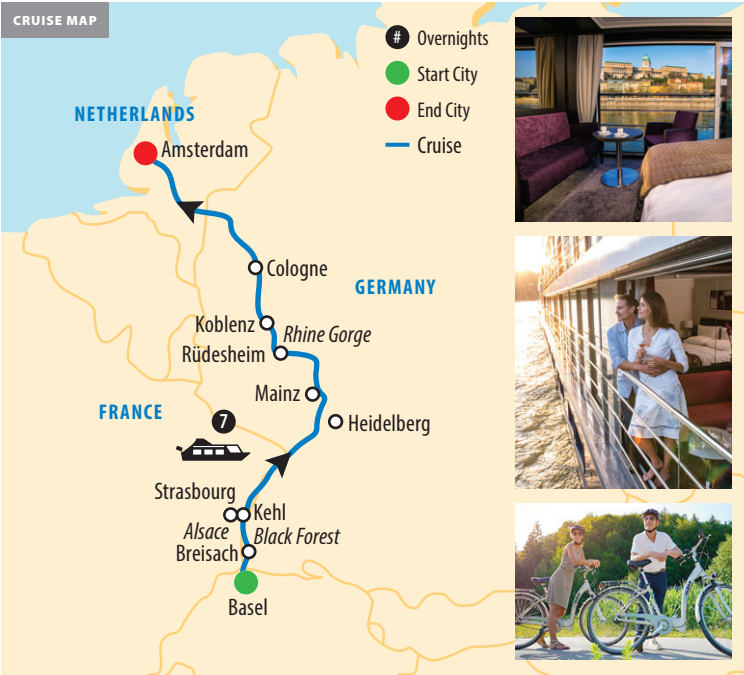 CRUISE MAP
# Overnights
Start City
End City
Cruise
NETHERLANDS
Amsterdam
Cologne
GERMANY
Koblenz
Rhine Gorge
Rüdesheim
Mainz
FRANCE
7
Heidelberg
Strasbourg
Kehl
Alsace
Black Forest
Breisach
Basel